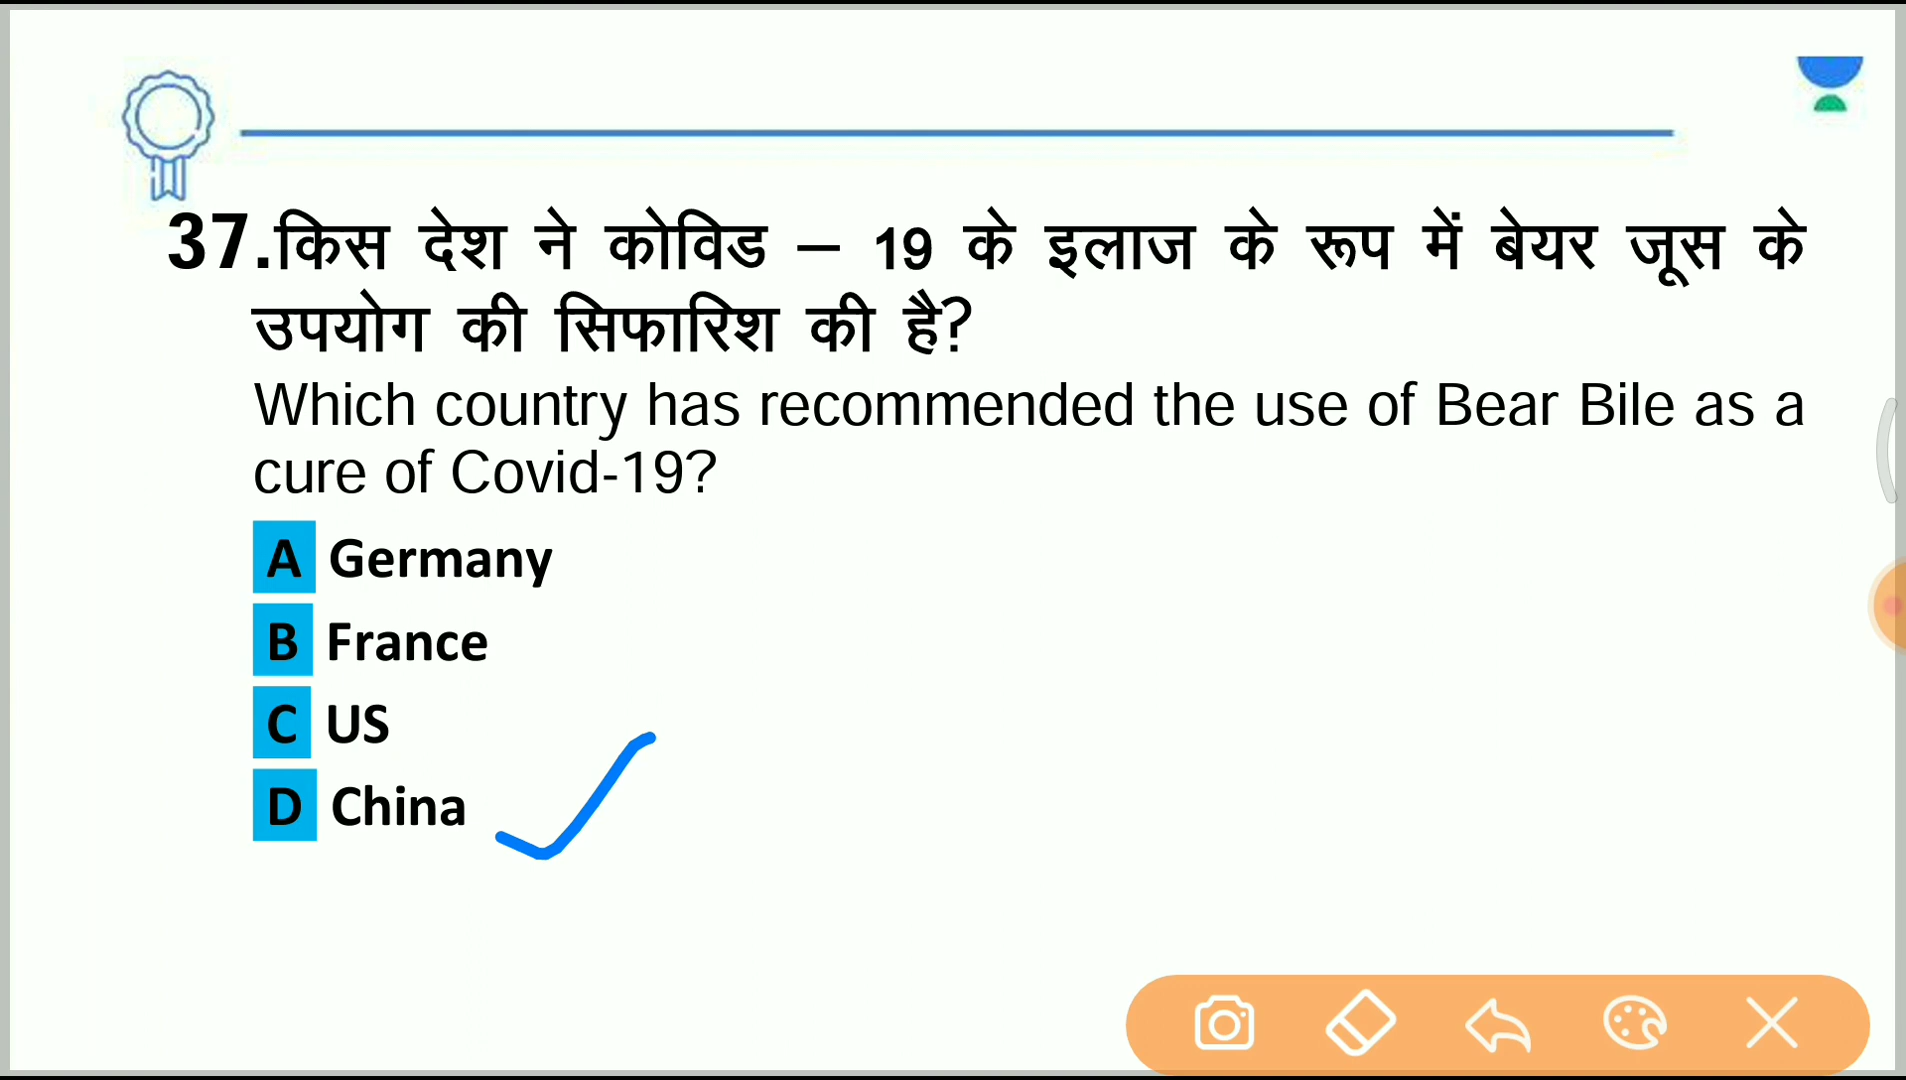 37.किस देश ने कोविड – 19 के इलाज के रूप में बेयर जूस के
उपयोग की सिफारिश की है?
Which country has recommended the use of Bear Bile as a
cure of Covid-19?
A Germany
B France
C US
D China